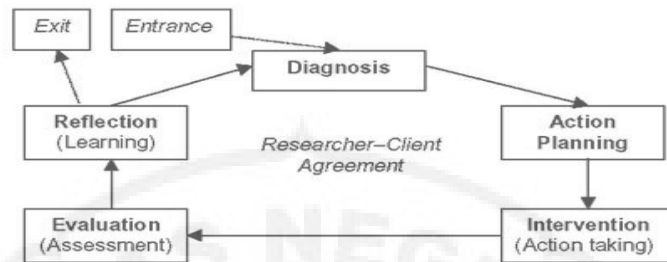 Exit
Entrance
Diagnosis
Reflection
(Learning)
Researcher–Client
Agreement
Action
Planning
Evaluation
(Assessment)
Intervention
(Action taking)